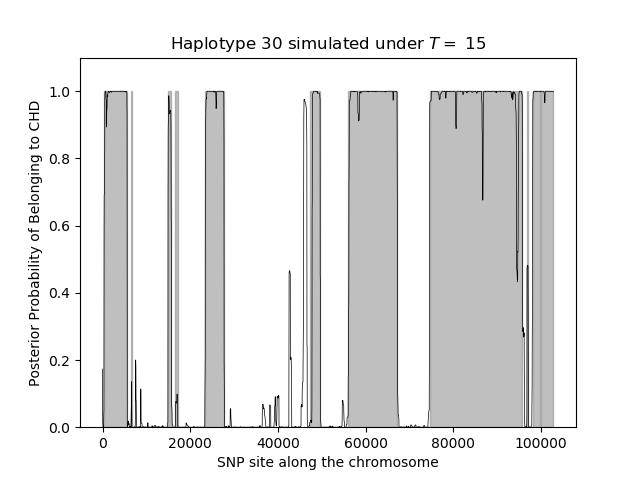 Haplotype 30 simulated under T = 15
Posterior Probability of Belonging to CHD
1.0
0.8
0.6
0.4
0.2
0.0
0 20000 40000 60000 80000 100000
SNP site along the chromosome